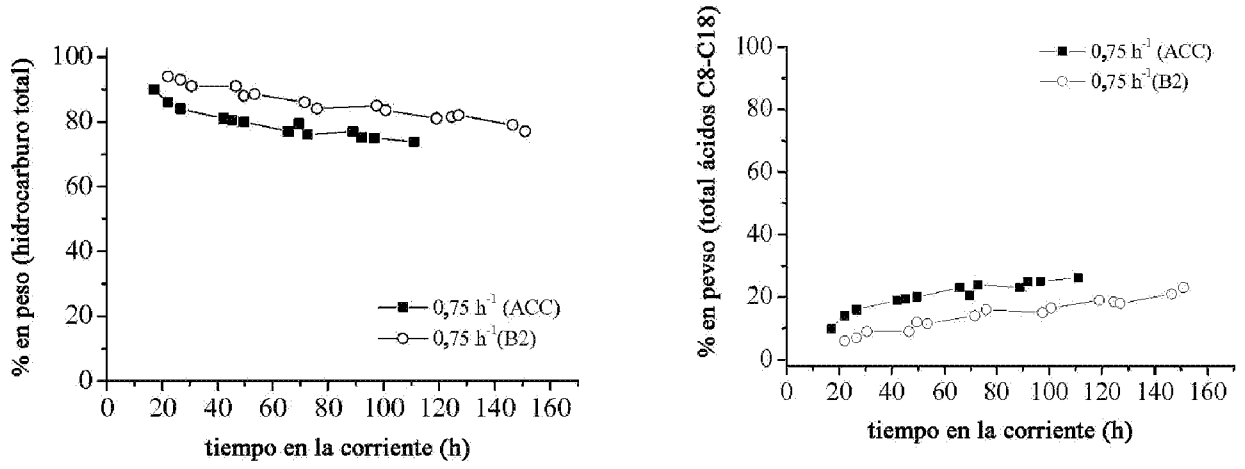 % en peso (hidrocarburo total)
100
80
60
40
20
0
0,75 h⁻¹ (ACC)
0,75 h⁻¹(B2)
0 20 40 60 80 100 120 140 160
tiempo en la corriente (h)
% en pevso (total ácidos C8-C18)
100
80
60
40
20
0
0,75 h⁻¹ (ACC)
0,75 h⁻¹(B2)
0 20 40 60 80 100 120 140 160
tiempo en la corriente (h)